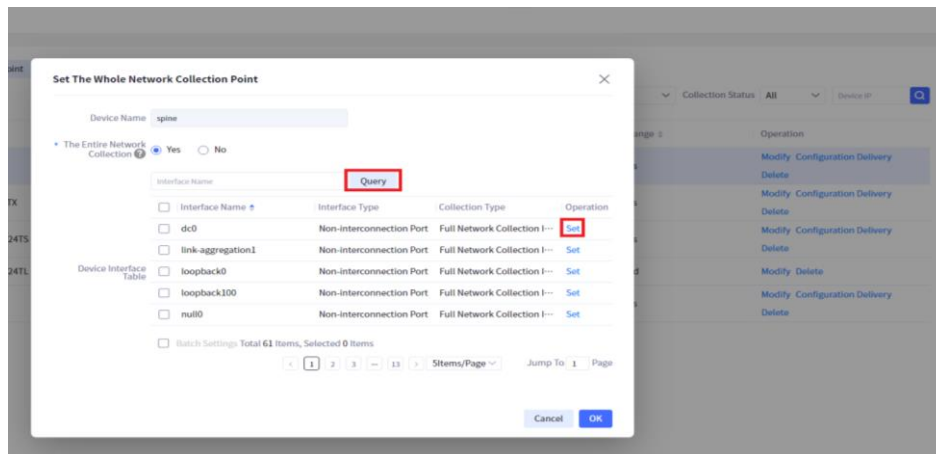 Set The Whole Network Collection Point
Collection Status All Device IP
Device Name spine
* The Entire Network Collection Yes No
Operation
Modify Configuration Delivery
Delete
Interface Name Query
TX Modify Configuration Delivery
Delete
Interface Name Interface Type Collection Type Operation
dc0 Non-interconnection Port Full Network Collection I··· Set
24TS Modify Configuration Delivery
Delete
link-aggregation1 Non-interconnection Port Full Network Collection I··· Set
24TL Modify Delete
Device Interface Table
loopback0 Non-interconnection Port Full Network Collection I··· Set
loopback100 Non-interconnection Port Full Network Collection I··· Set
Modify Configuration Delivery
Delete
null0 Non-interconnection Port Full Network Collection I··· Set
Batch Settings Total 61 Items, Selected 0 Items
< 1 2 3 ··· 13 > 5Items/Page Jump To 1 Page
Cancel OK